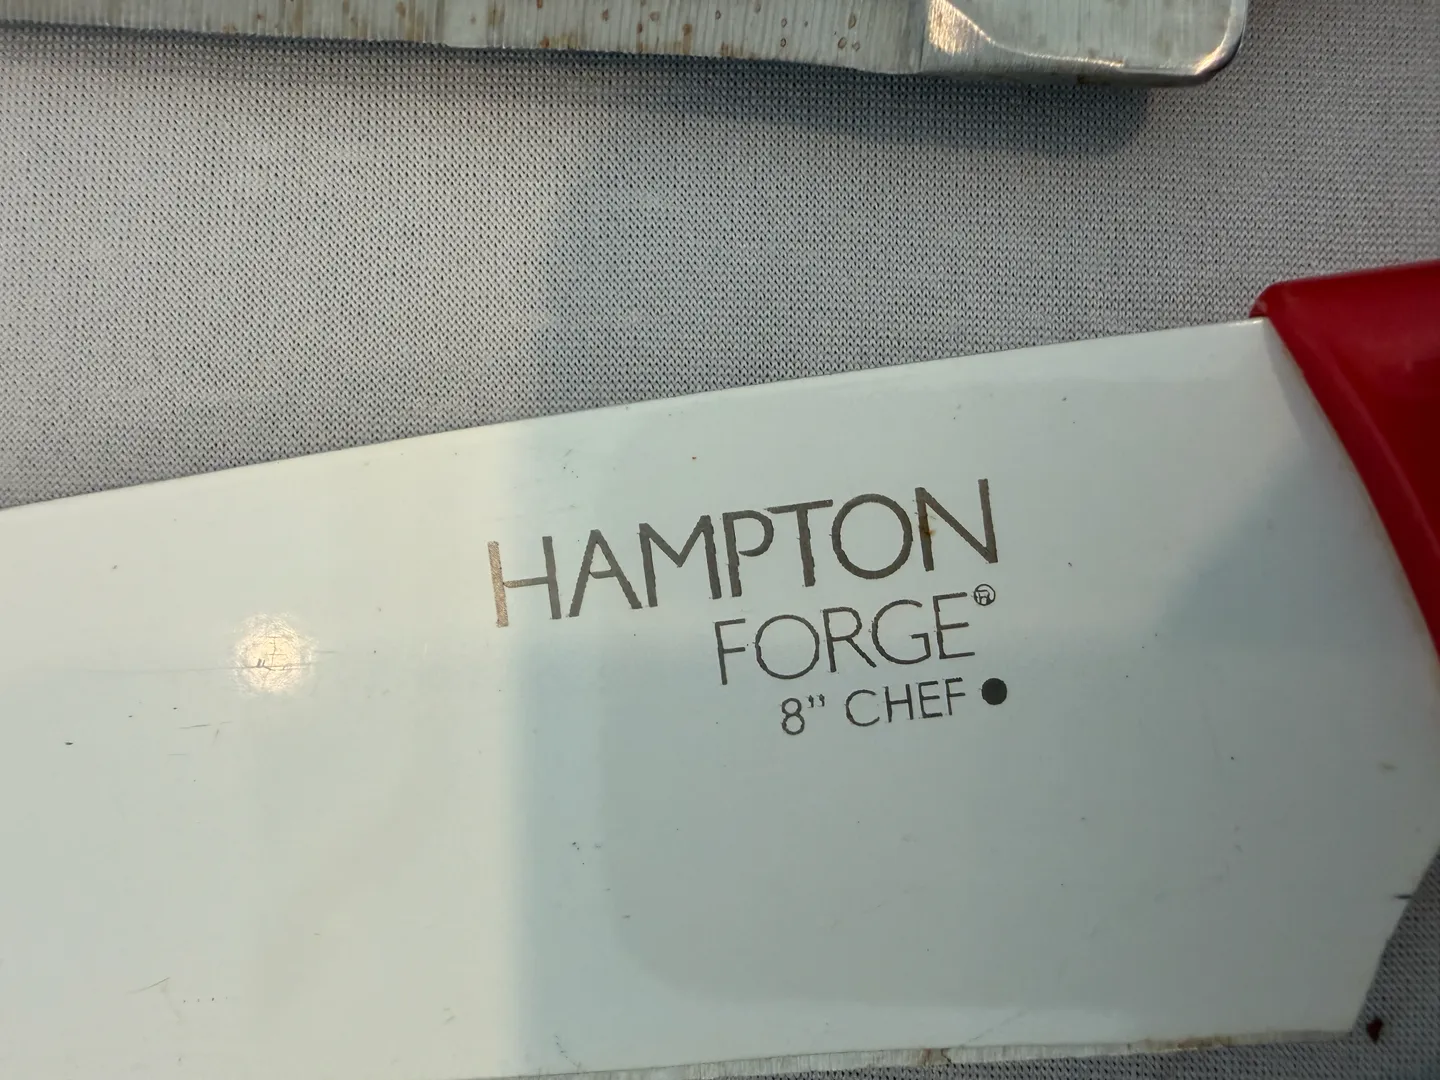 HAMPTON
FORGE®
8" CHEF ●